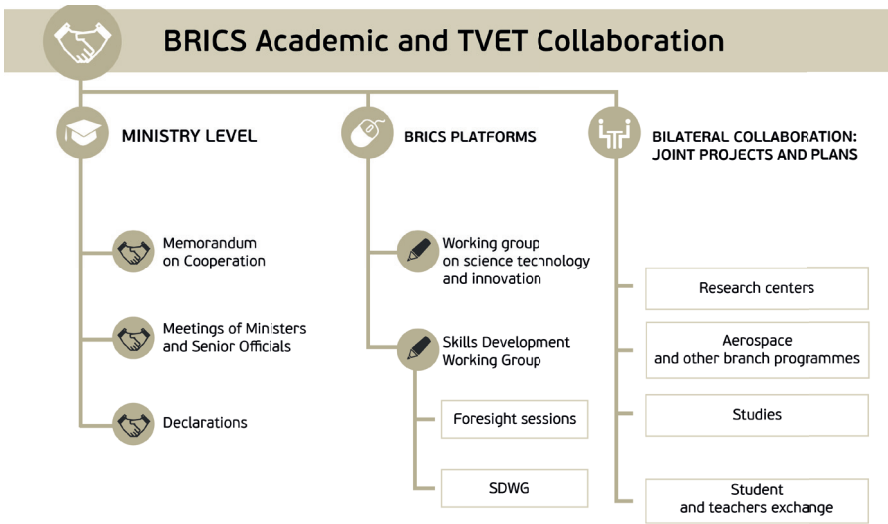 BRICS Academic and TVET Collaboration
MINISTRY LEVEL
Memorandum
on Cooperation
Meetings of Ministers
and Senior Officials
Declarations
BRICS PLATFORMS
Working group
on science technology
and innovation
Skills Development
Working Group
Foresight sessions
SDWG
BILATERAL COLLABORATION:
JOINT PROJECTS AND PLANS
Research centers
Aerospace
and other branch programmes
Studies
Student
and teachers exchange